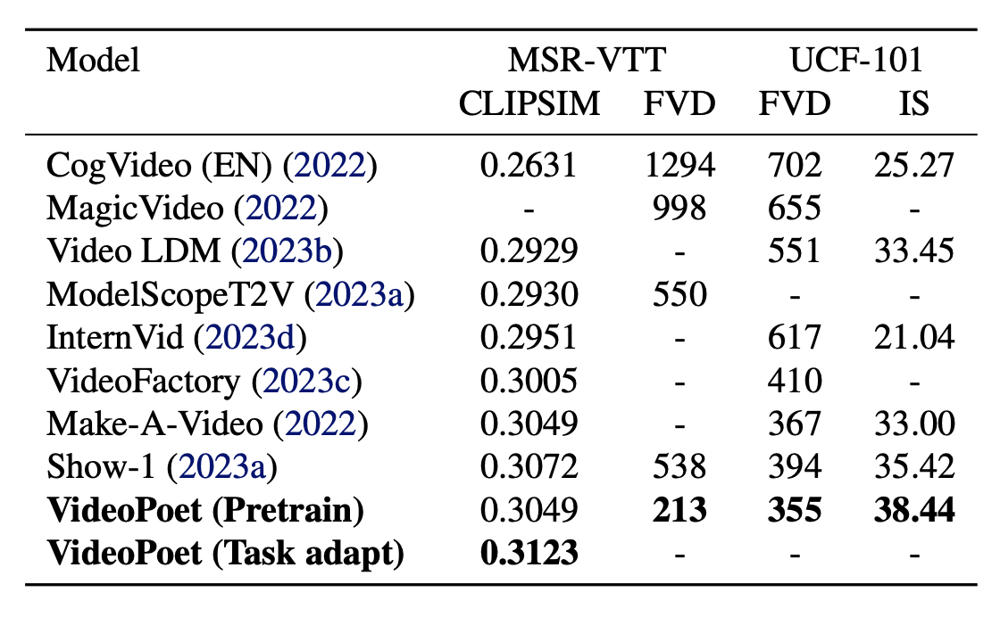 Model MSR-VTT UCF-101
CLIPSIM FVD FVD IS
CogVideo (EN) (2022) 0.2631 1294 702 25.27
MagicVideo (2022) - 998 655 -
Video LDM (2023b) 0.2929 - 551 33.45
ModelScopeT2V (2023a) 0.2930 550 - -
InternVid (2023d) 0.2951 - 617 21.04
VideoFactory (2023c) 0.3005 - 410 -
Make-A-Video (2022) 0.3049 - 367 33.00
Show-1 (2023a) 0.3072 538 394 35.42
VideoPoet (Pretrain) 0.3049 213 355 38.44
VideoPoet (Task adapt) 0.3123 - - -